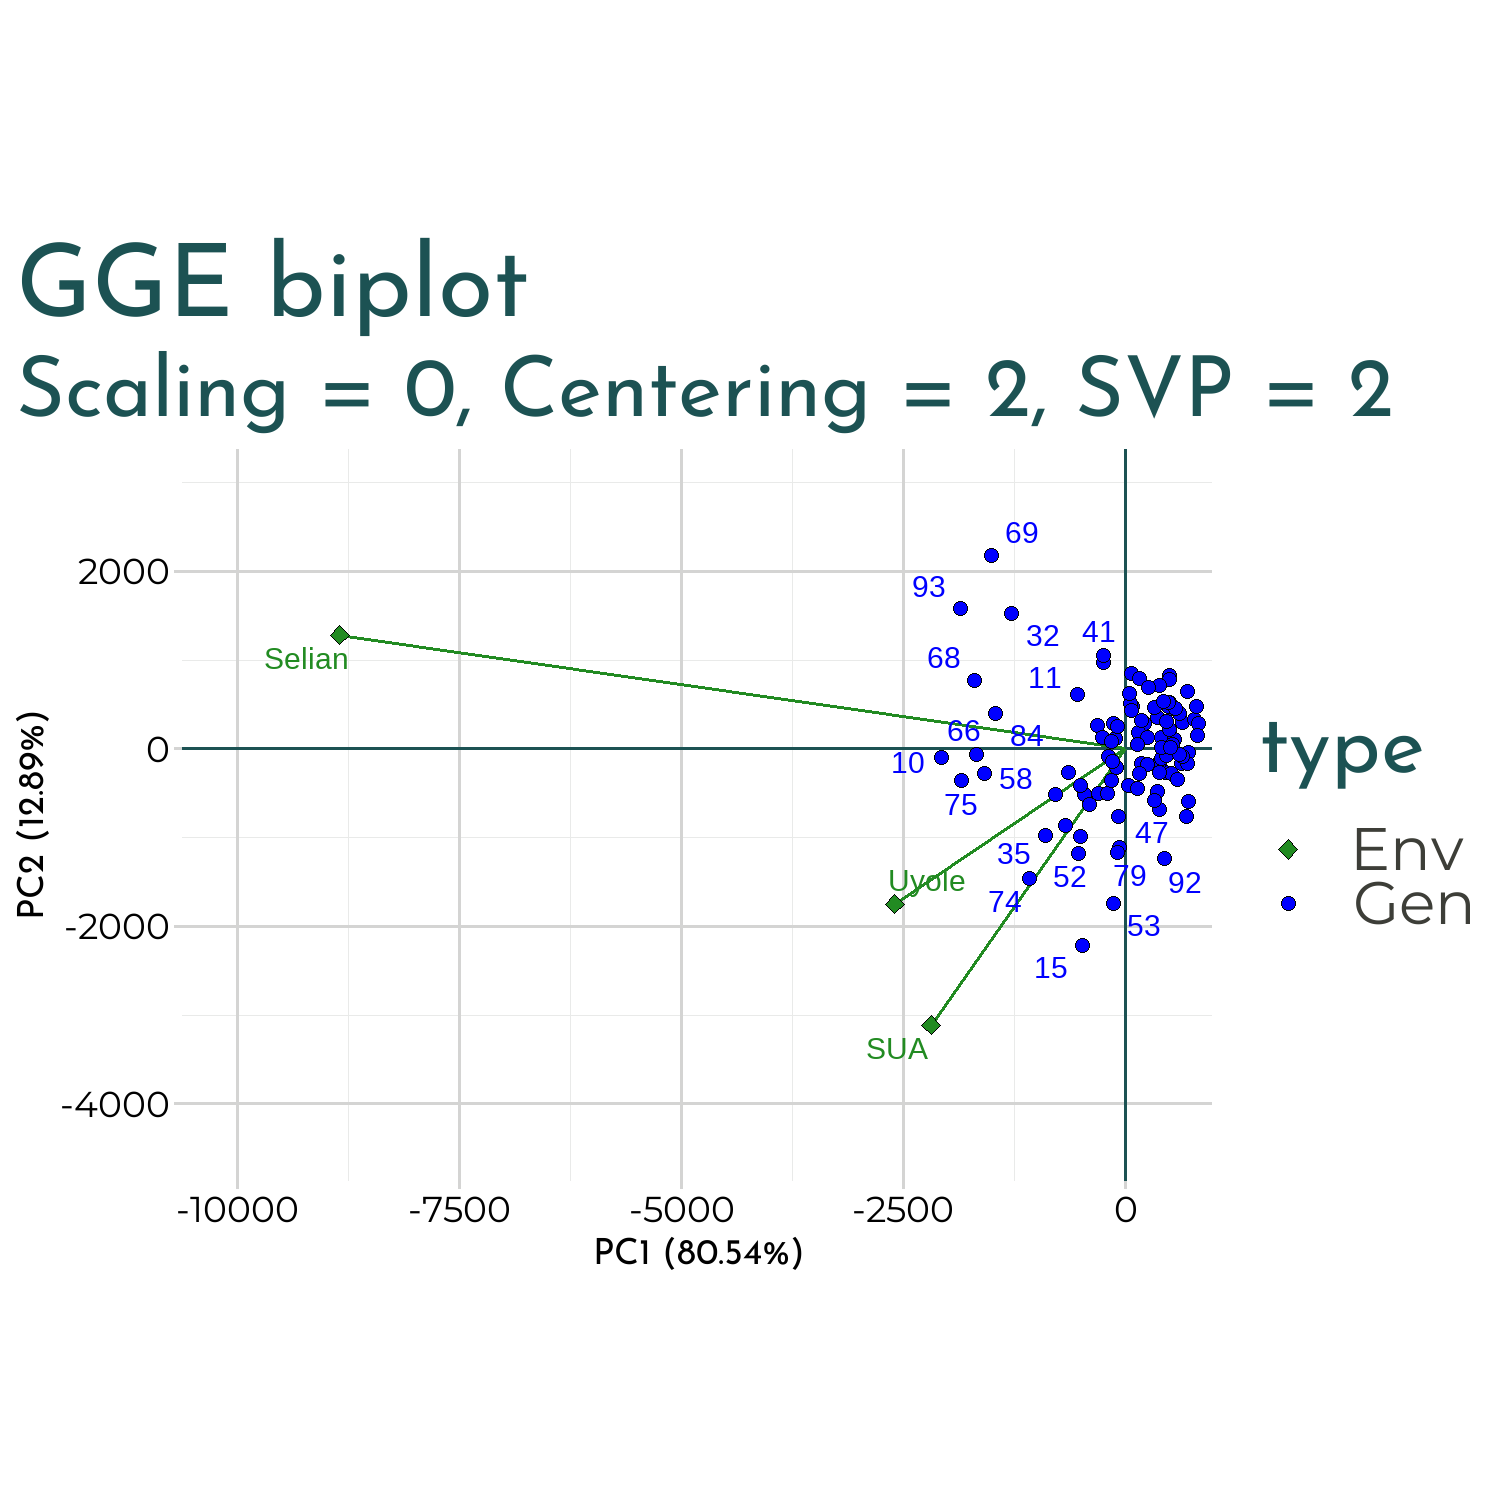 GGE biplot
Scaling = 0, Centering = 2, SVP = 2
69
93
32
41
68
11
2000
Selian
66
84
0
10
58
75
47
35
52
79
92
Uyole
74
53
15
-2000
SUA
-4000
PC2 (12.89%)
-10000 -7500 -5000 -2500 0
PC1 (80.54%)
type
Env
Gen